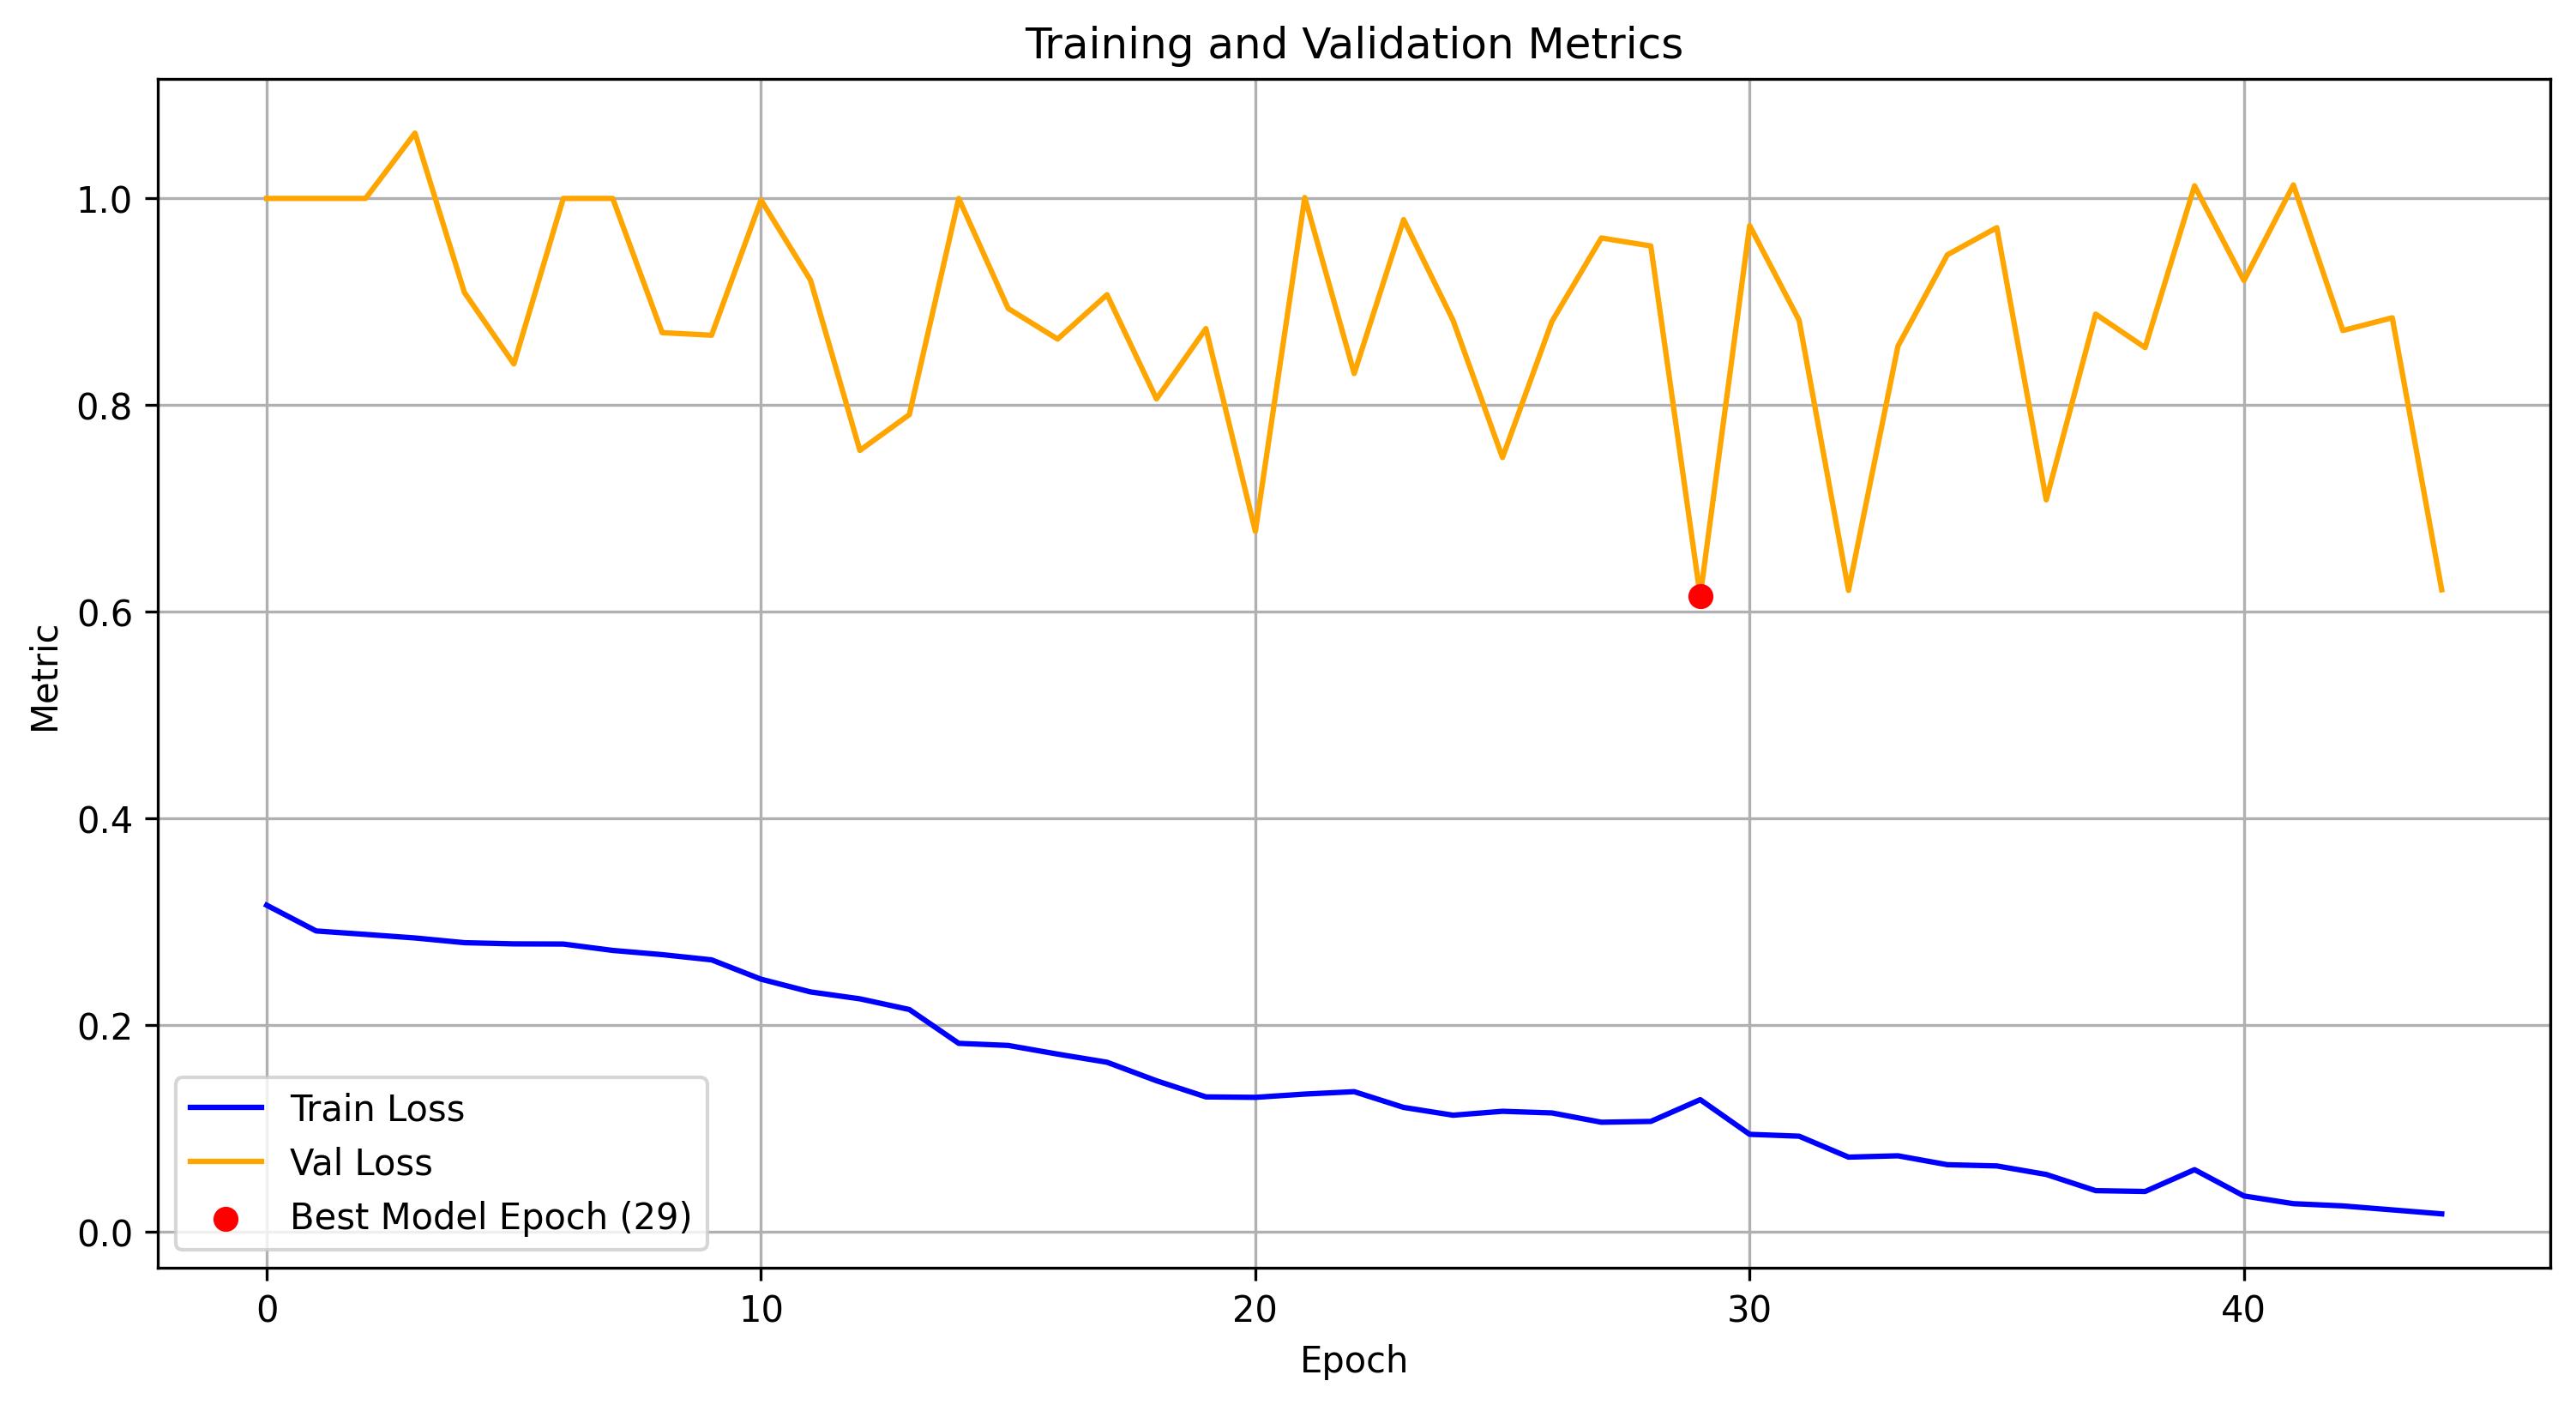 Training and Validation Metrics
Metric
1.0
0.8
0.6
0.4
0.2
0.0
Train Loss
Val Loss
Best Model Epoch (29)
0 10 20 30 40
Epoch